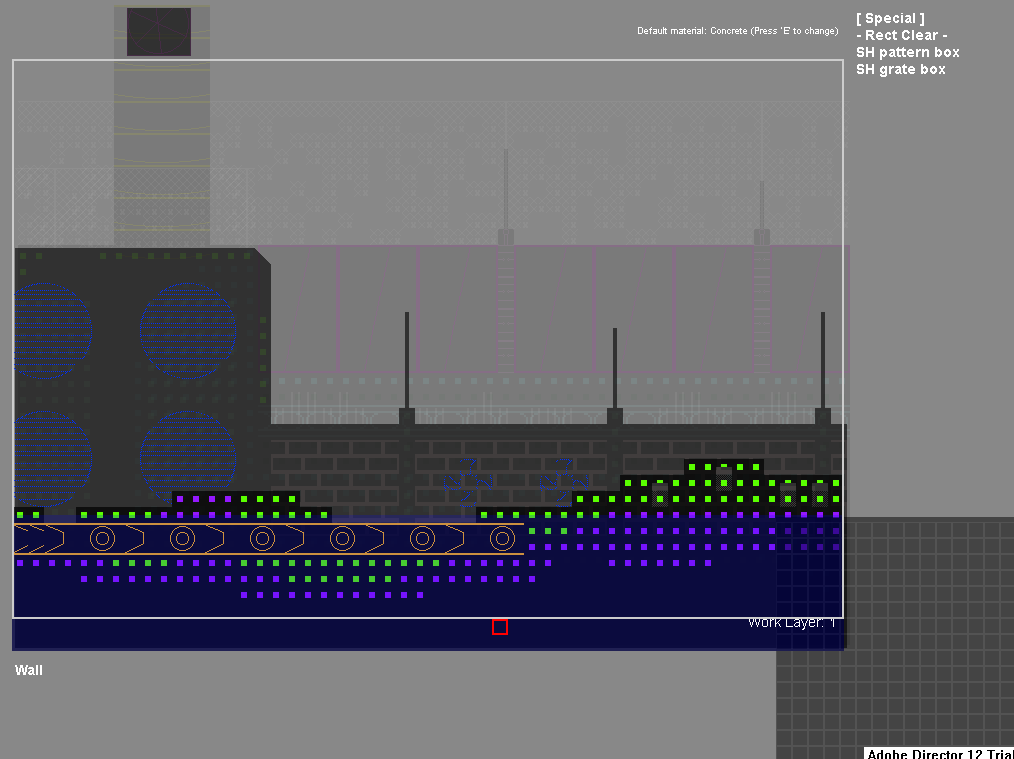 [ Special ]
Default material: Concrete (Press 'E' to change)
- Rect Clear -
SH pattern box
SH grate box
Work Layer: 1
Wall
Adobe Director 12 Trial